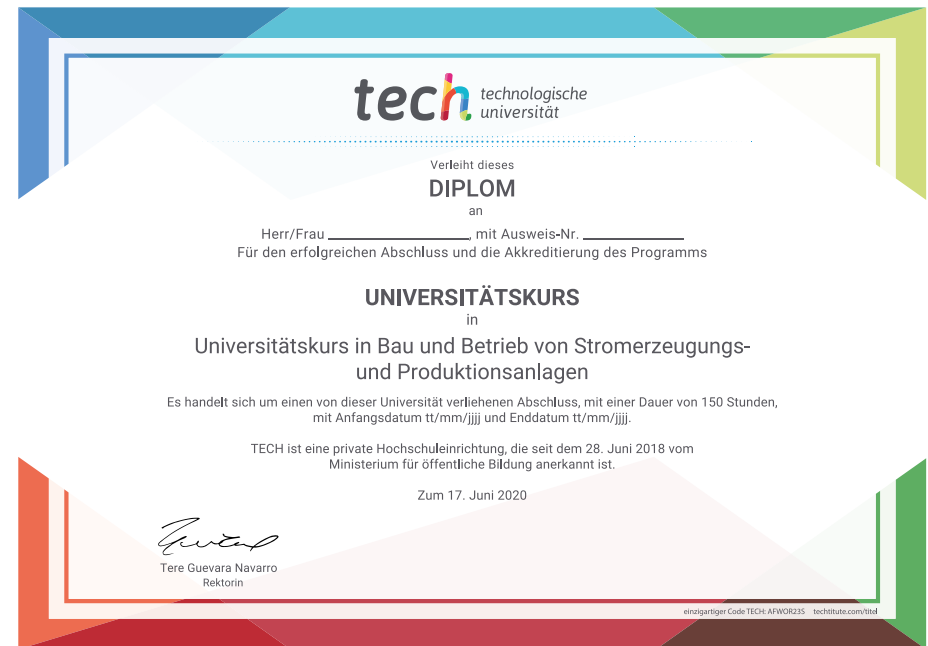 tech technologische
universität
Verleiht dieses
DIPLOM
an
Herr/Frau ____________, mit Ausweis-Nr. ____________
Für den erfolgreichen Abschluss und die Akkreditierung des Programms
UNIVERSITÄTSKURS
in
Universitätskurs in Bau und Betrieb von Stromerzeugungs-
und Produktionsanlagen
Es handelt sich um einen von dieser Universität verliehenen Abschluss, mit einer Dauer von 150 Stunden,
mit Anfangsdatum tt/mm/jjjj und Enddatum tt/mm/jjjj.
TECH ist eine private Hochschuleinrichtung, die seit dem 28. Juni 2018 vom
Ministerium für öffentliche Bildung anerkannt ist.
Zum 17. Juni 2020
Tere Guevara Navarro
Rektorin
einzigartiger Code TECH: AFWOR23S techtitute.com/titel